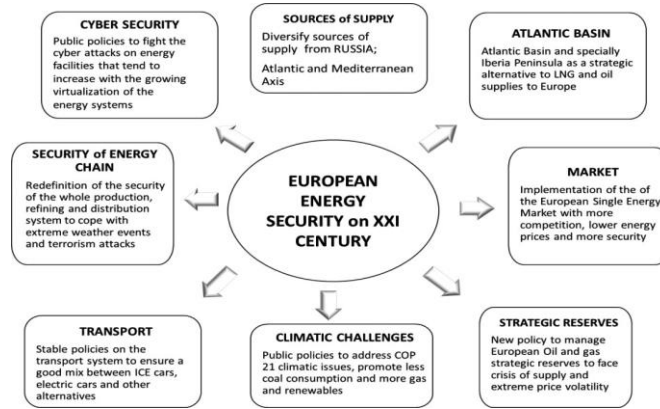 CYBER SECURITY
Public policies to fight the
cyber attacks on energy
facilities that tend to
increase with the growing
virtualization of the
energy systems
SOURCES of SUPPLY
Diversify sources of
supply from RUSSIA;
Atlantic and Mediterranean
Axis
ATLANTIC BASIN
Atlantic Basin and specially
Iberia Peninsula as a strategic
alternative to LNG and oil
supplies to Europe
SECURITY of ENERGY
CHAIN
Redefinition of the security
of the whole production,
refining and distribution
system to cope with
extreme weather events
and terrorism attacks
EUROPEAN
ENERGY
SECURITY on XXI
CENTURY
MARKET
Implementation of the of
the European Single Energy
Market with more
competition, lower energy
prices and more security
TRANSPORT
Stable policies on the
transport system to ensure a
good mix between ICE cars,
electric cars and other
alternatives
CLIMATIC CHALLENGES
Public policies to address COP
21 climatic issues, promote less
coal consumption and more gas
and renewables
STRATEGIC RESERVES
New policy to manage
European Oil and gas
strategic reserves to face
crisis of supply and
extreme price volatility